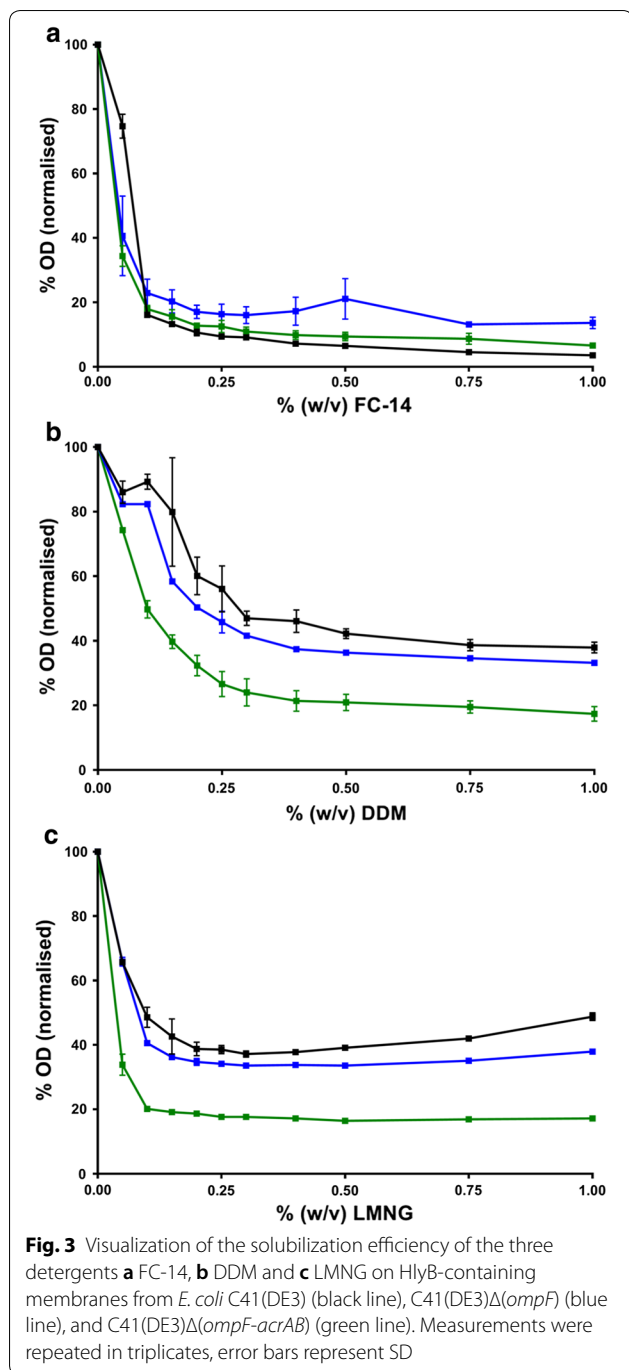 a
100
80
60
40
20
0
% OD (normalised)
0.00 0.25 0.50 0.75 1.00
% (w/v) FC-14
b
100
80
60
40
20
0
% OD (normalised)
0.00 0.25 0.50 0.75 1.00
% (w/v) DDM
c
100
80
60
40
20
0
% OD (normalised)
0.00 0.25 0.50 0.75 1.00
% (w/v) LMNG
Fig. 3 Visualization of the solubilization efficiency of the three
detergents a FC-14, b DDM and c LMNG on HlyB-containing
membranes from E. coli C41(DE3) (black line), C41(DE3)Δ(ompF) (blue
line), and C41(DE3)Δ(ompF-acrAB) (green line). Measurements were
repeated in triplicates, error bars represent SD